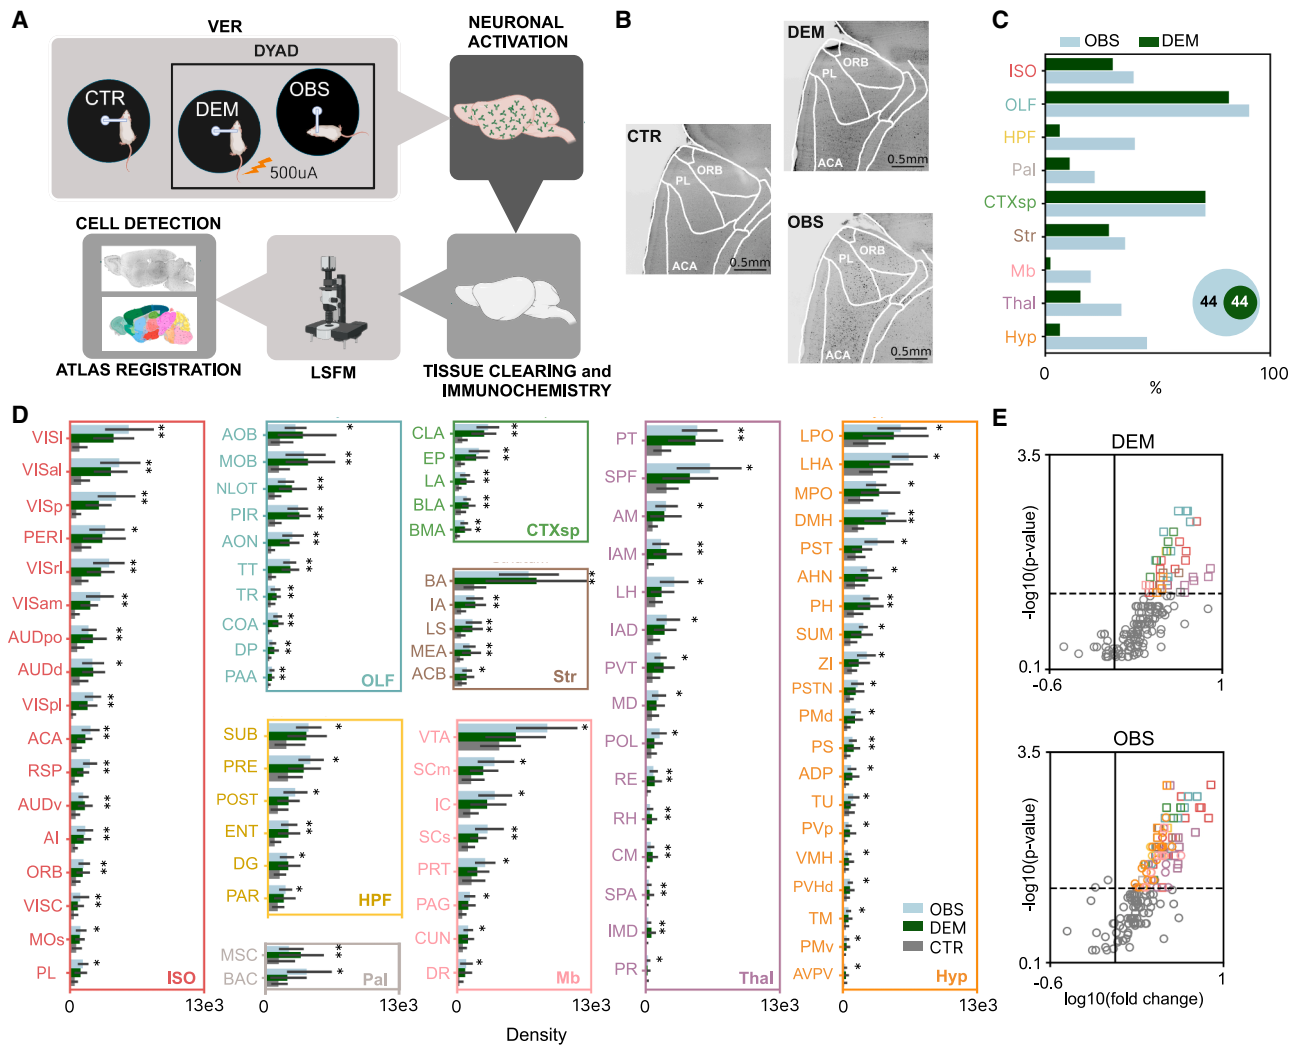 A
VER
DYAD
CTR
DEM
OBS
500uA
NEURONAL
ACTIVATION
CELL DETECTION
ATLAS REGISTRATION
LSFM
TISSUE CLEARING and
IMMUNOCHEMISTRY
B
CTR
PL
ORB
ACA
0.5mm
DEM
PL
ORB
ACA
0.5mm
OBS
PL
ORB
ACA
0.5mm
C
OBS
DEM
ISO
OLF
HPF
Pal
CTXsp
Str
Mb
Thal
Hyp
44
44
0
%
100
D
VISl
VISal
VISp
PERI
VISrl
VISam
AUDpo
AUDd
VISpl
ACA
RSP
AUDv
AI
ORB
VISC
MOs
PL
ISO
0
13e3
AOB
MOB
NLOT
PIR
AON
TT
TR
COA
DP
PAA
OLF
SUB
PRE
POST
ENT
DG
PAR
HPF
MSC
BAC
Pal
0
13e3
CLA
EP
LA
BLA
BMA
CTXsp
BA
IA
LS
MEA
ACB
Str
VTA
SCm
IC
SCs
PRT
PAG
CUN
DR
Mb
0
13e3
PT
SPF
AM
IAM
LH
IAD
PVT
MD
POL
RE
RH
CM
SPA
IMD
PR
Thal
0
13e3
LPO
LHA
MPO
DMH
PST
AHN
PH
SUM
ZI
PSTN
PMd
PS
ADP
TU
PVp
VMH
PVHd
TM
PMv
AVPV
OBS
DEM
CTR
Hyp
0
13e3
Density
E
DEM
3.5
-log10(p-value)
0.1
-0.6
1
OBS
3.5
-log10(p-value)
0.1
-0.6
1
log10(fold change)